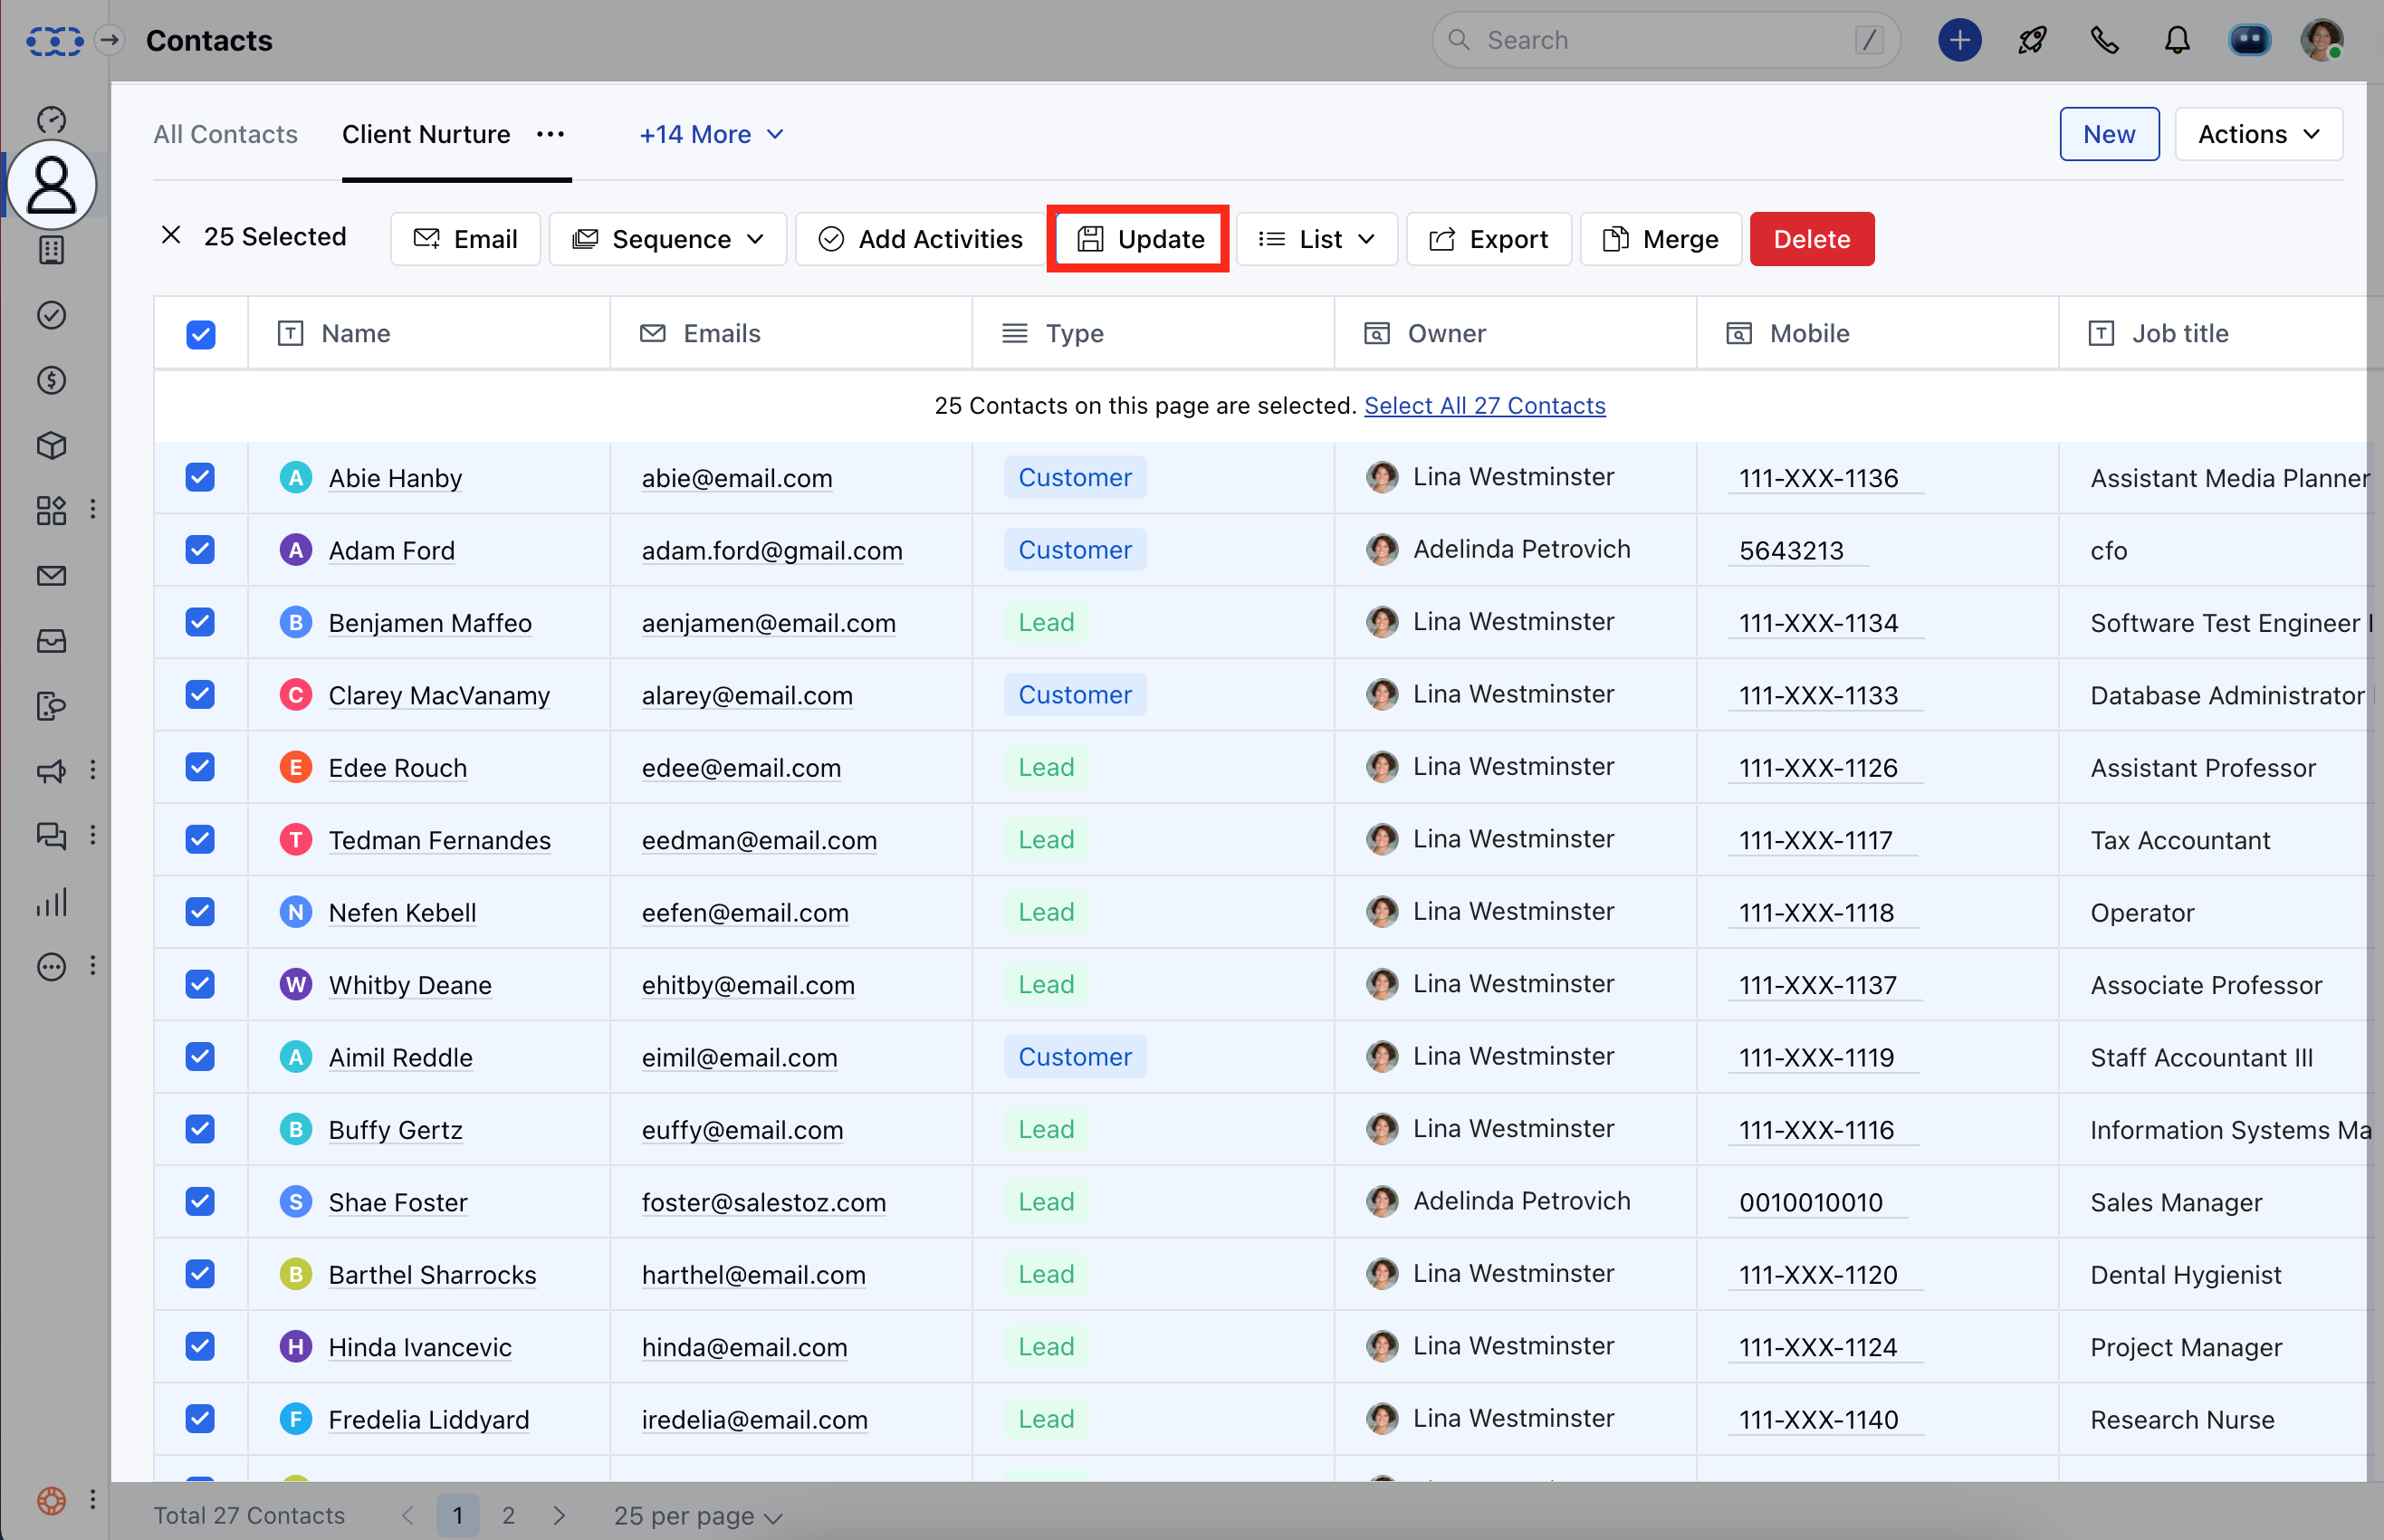 Contacts
Search /
All Contacts Client Nurture ••• +14 More New Actions
25 Selected Email Sequence Add Activities Update List Export Merge Delete
Name Emails Type Owner Mobile Job title
25 Contacts on this page are selected. Select All 27 Contacts
A Abie Hanby abie@email.com Customer Lina Westminster 111-XXX-1136 Assistant Media Planner
A Adam Ford adam.ford@gmail.com Customer Adelinda Petrovich 5643213 cfo
B Benjamen Maffeo aenjamen@email.com Lead Lina Westminster 111-XXX-1134 Software Test Engineer I
C Clarey MacVanamy alarey@email.com Customer Lina Westminster 111-XXX-1133 Database Administrator
E Edee Rouch edee@email.com Lead Lina Westminster 111-XXX-1126 Assistant Professor
T Tedman Fernandes eedman@email.com Lead Lina Westminster 111-XXX-1117 Tax Accountant
N Nefen Kebell eefen@email.com Lead Lina Westminster 111-XXX-1118 Operator
W Whitby Deane ehitby@email.com Lead Lina Westminster 111-XXX-1137 Associate Professor
A Aimil Reddle eimil@email.com Customer Lina Westminster 111-XXX-1119 Staff Accountant III
B Buffy Gertz euffy@email.com Lead Lina Westminster 111-XXX-1116 Information Systems Ma
S Shae Foster foster@salestoz.com Lead Adelinda Petrovich 0010010010 Sales Manager
B Barthel Sharrocks harthel@email.com Lead Lina Westminster 111-XXX-1120 Dental Hygienist
H Hinda Ivancevic hinda@email.com Lead Lina Westminster 111-XXX-1124 Project Manager
F Fredelia Liddyard iredelia@email.com Lead Lina Westminster 111-XXX-1140 Research Nurse
Total 27 Contacts 1 2 25 per page